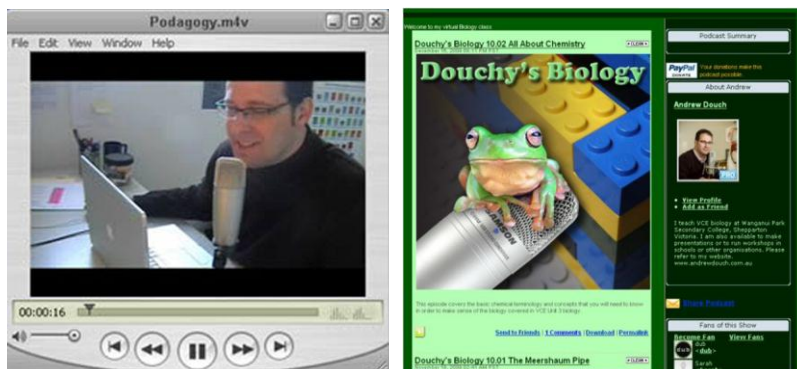 Podagogy.m4v
File Edit View Window Help
00:00:16
Welcome to my virtual Biology class
Douchy's Biology 10.02 All About Chemistry
Douchy's Biology
SAMSON
This episode covers the basic chemical terminology and concepts that you will need to know
in order to make sense of the biology covered in VCE Unit 3 biology
Send to Friends | 1 Comments | Download | Permalink
Douchy's Biology 10.01 The Meershaum Pipe
Podcast Summary
PayPal
Your donations make this
podcast possible.
About Andrew
Andrew Douch
PRO
View Profile
Add as Friend
I teach VCE biology at Wanganui Park
Secondary College, Shepparton
Victoria. I am also available to make
presentations or to run workshops in
schools or other organisations. Please
refer to my website.
www.andrewdouch.com.au
Share Podcast
Fans of this Show
Become Fan View Fans
dub
<dub>
Sarah